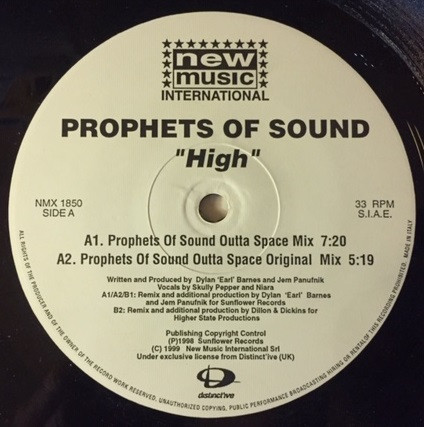 new
music
INTERNATIONAL
PROPHETS OF SOUND
"High"
NMX 1850
SIDE A
33 RPM
S.I.A.E.
A1. Prophets Of Sound Outta Space Mix 7:20
A2. Prophets Of Sound Outta Space Original Mix 5:19
Written and Produced by Dylan 'Earl' Barnes and Jem Panufnik
Vocals by Skully Pepper and Niara
A1/A2/B1: Remix and additional production by Dylan 'Earl' Barnes
and Jem Panufnik for Sunflower Records
B2: Remix and additional production by Dillon & Dickins for
Higher State Productions
Publishing Copyright Control
(P)1998 Sunflower Records
(C) 1999 New Music International Srl
Under exclusive license from Distinct'ive (UK)
distinct'ive
ALL RIGHTS OF THE PRODUCER AND OF THE OWNER OF THE RECORD WORK RESERVED. UNAUTHORIZED COPYING, PUBLIC PERFORMANCE BROADCASTING HIRING OR RENTAL OF THIS RECORDING PROHIBITED. MADE IN ITALY